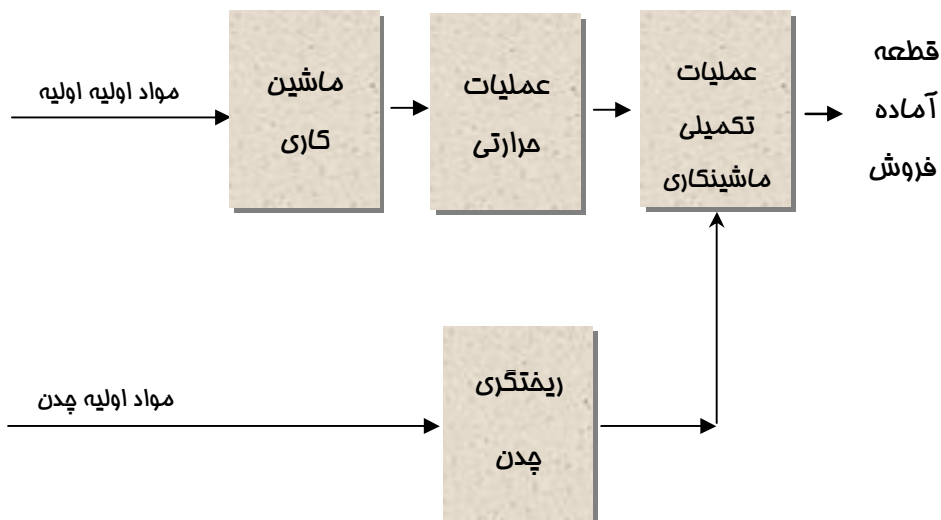 مواد اولیه اولیه
ماشین
کاری
عملیات
حرارتی
عملیات
تکمیلی
ماشینکاری
قطعه
آماده
فروش
مواد اولیه چدن
ریختگری
چدن